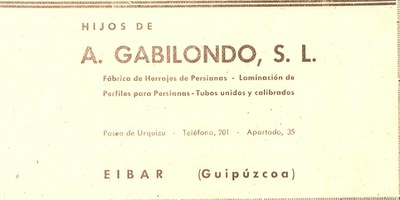 HIJOS DE
A. GABILONDO, S. L.
Fábrica de Herrajes de Persianas - Laminación de
Perfiles para Persianas - Tubos unidos y calibrados
Paseo de Urquizu - Teléfono, 201 - Apartado, 35
EIBAR (Guipúzcoa)